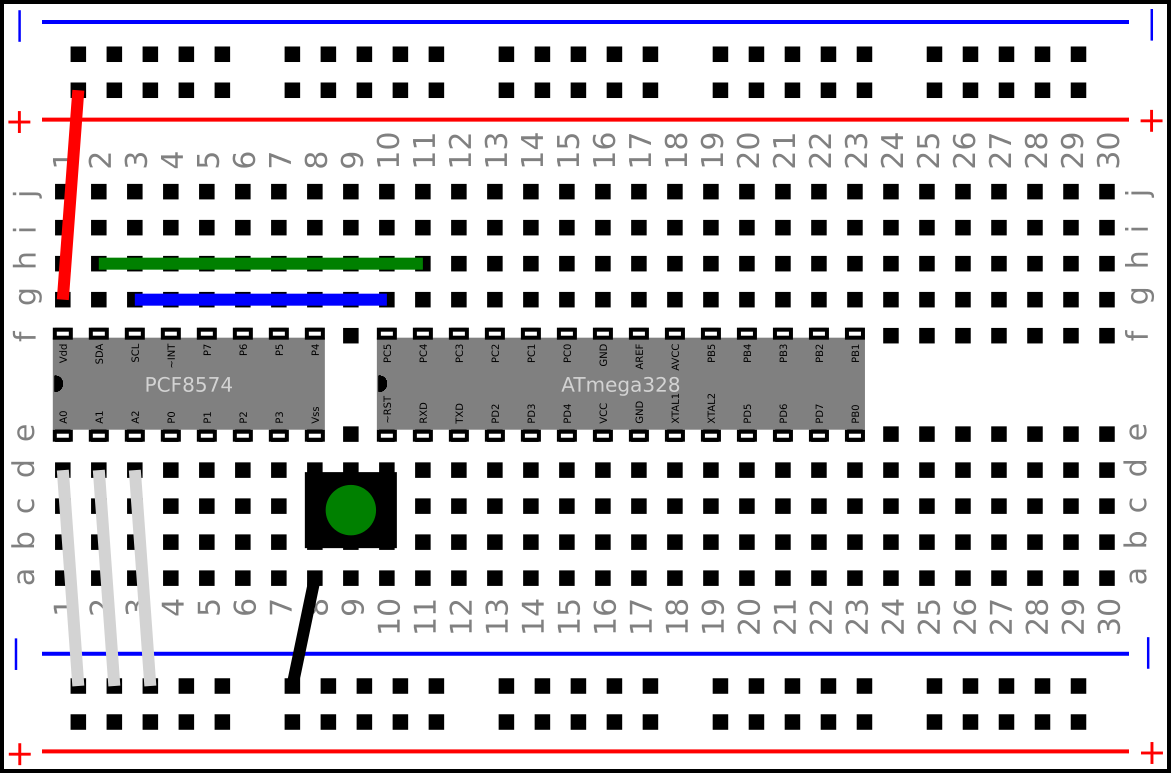 — —
+ +
1 2 3 4 5 6 7 8 9 10 11 12 13 14 15 16 17 18 19 20 21 22 23 24 25 26 27 28 29 30
j j
i i
h h
g g
f f
Vdd SDA SCL ~INT P7 P6 P5 P4 PC5 PC4 PC3 PC2 PC1 PC0 GND AREF AVCC PB5 PB4 PB3 PB2 PB1
PCF8574 ATmega328
A0 A1 A2 P0 P1 P2 P3 Vss ~RST RXD TXD PD2 PD3 PD4 VCC GND XTAL1 XTAL2 PD5 PD6 PD7 PB0
e e
d d
c c
b b
a a
1 2 3 4 5 6 7 8 9 10 11 12 13 14 15 16 17 18 19 20 21 22 23 24 25 26 27 28 29 30
— —
+ +